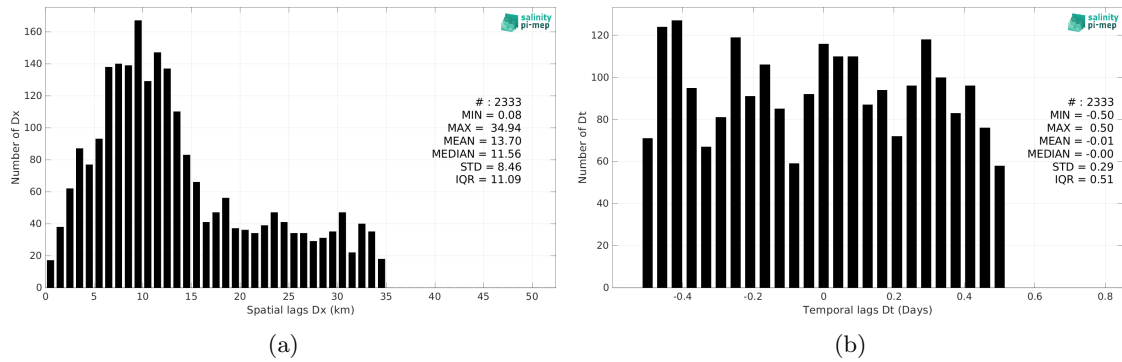 salinity
pi-mep
160
140
120
100
80
60
40
20
0
Number of Dx
# : 2333
MIN = 0.08
MAX = 34.94
MEAN = 13.70
MEDIAN = 11.56
STD = 8.46
IQR = 11.09
0 5 10 15 20 25 30 35 40 45 50
Spatial lags Dx (km)
(a)
salinity
pi-mep
120
100
80
60
40
20
0
Number of Dt
# : 2333
MIN = -0.50
MAX = 0.50
MEAN = -0.01
MEDIAN = -0.00
STD = 0.29
IQR = 0.51
-0.4 -0.2 0 0.2 0.4 0.6 0.8
Temporal lags Dt (Days)
(b)